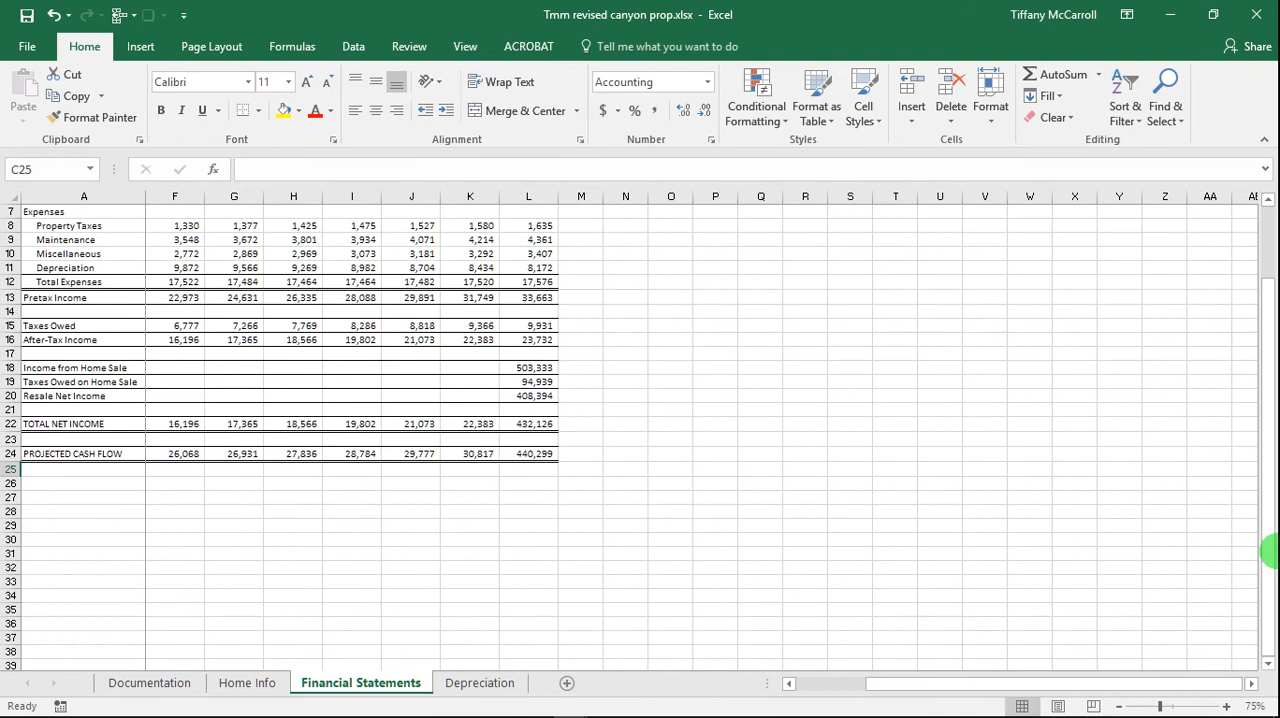 Tmm revised canyon prop.xlsx - Excel
Tiffany McCarroll
File Home Insert Page Layout Formulas Data Review View ACROBAT Tell me what you want to do Share
Paste
Cut
Copy
Format Painter
Clipboard
Calibri 11
B I U
Font
Wrap Text
Merge & Center
Alignment
Accounting
$ % ,
Number
Conditional Formatting
Format as Table
Cell Styles
Styles
Insert Delete Format
Cells
AutoSum
Fill
Clear
Sort & Filter
Find & Select
Editing
C25 fx
A F G H I J K L M N O P Q R S T U V W X Y Z AA AE
7 Expenses
8 Property Taxes 1,330 1,377 1,425 1,475 1,527 1,580 1,635
9 Maintenance 3,548 3,672 3,801 3,934 4,071 4,214 4,361
10 Miscellaneous 2,772 2,869 2,969 3,073 3,181 3,292 3,407
11 Depreciation 9,872 9,566 9,269 8,982 8,704 8,434 8,172
12 Total Expenses 17,522 17,484 17,464 17,464 17,482 17,520 17,576
13 Pretax Income 22,973 24,631 26,335 28,088 29,891 31,749 33,663
14
15 Taxes Owed 6,777 7,266 7,769 8,286 8,818 9,366 9,931
16 After-Tax Income 16,196 17,365 18,566 19,802 21,073 22,383 23,732
17
18 Income from Home Sale 503,333
19 Taxes Owed on Home Sale 94,939
20 Resale Net Income 408,394
21
22 TOTAL NET INCOME 16,196 17,365 18,566 19,802 21,073 22,383 432,126
23
24 PROJECTED CASH FLOW 26,068 26,931 27,836 28,784 29,777 30,817 440,299
25
26
27
28
29
30
31
32
33
34
35
36
37
38
39
Documentation Home Info Financial Statements Depreciation
Ready 75%